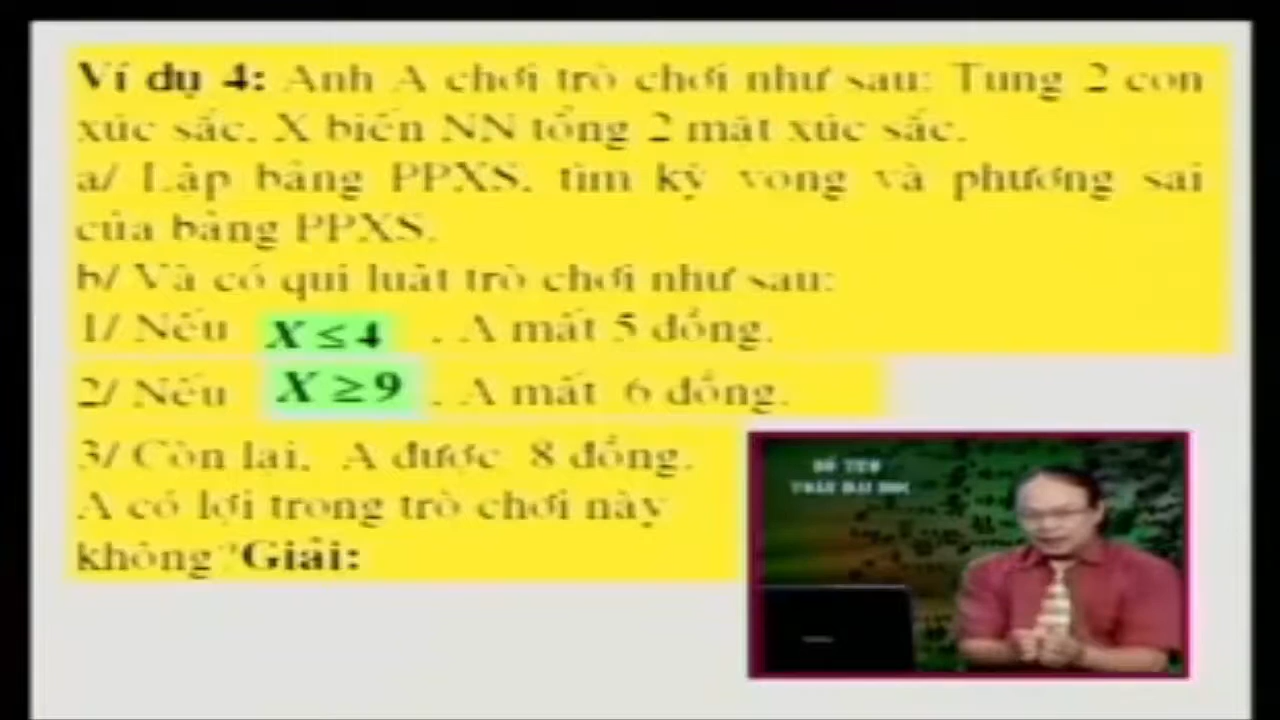 Ví dụ 4: Anh A chơi trò chơi như sau: Tung 2 con
xúc sắc, X biến NN tổng 2 mặt xúc sắc.
a/ Lập bảng PPXS, tìm kỳ vọng và phương sai
của bảng PPXS.
b/ Và có qui luật trò chơi như sau:
1/ Nếu X ≤ 4 , A mất 5 đồng.
2/ Nếu X ≥ 9 , A mất 6 đồng.
3/ Còn lại, A được 8 đồng.
A có lợi trong trò chơi này
không?Giải: